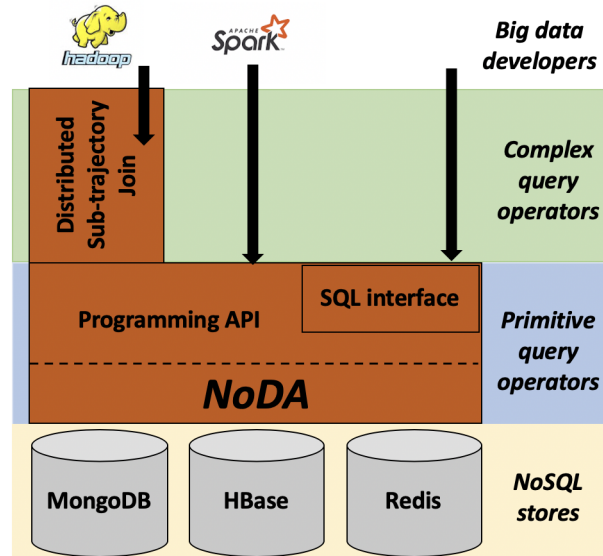 hadoop
APACHE
Spark
Big data
developers
Distributed
Sub-trajectory
Join
Complex
query
operators
Programming API
SQL interface
NoDA
Primitive
query
operators
MongoDB
HBase
Redis
NoSQL
stores